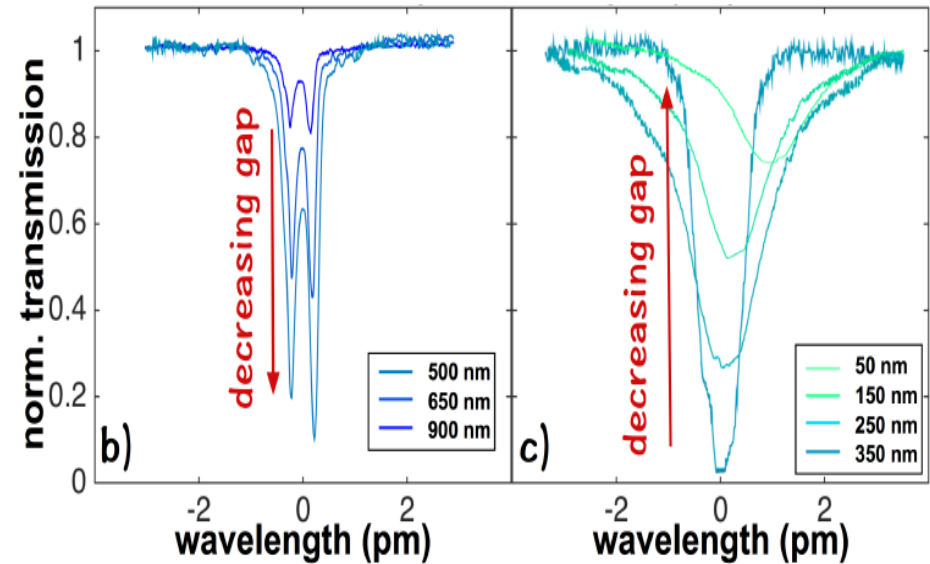 norm. transmission
1
0.8
0.6
0.4
0.2
0
decreasing gap
500 nm
650 nm
900 nm
b)
-2
0
2
wavelength (pm)
decreasing gap
50 nm
150 nm
250 nm
350 nm
c)
-2
0
2
wavelength (pm)